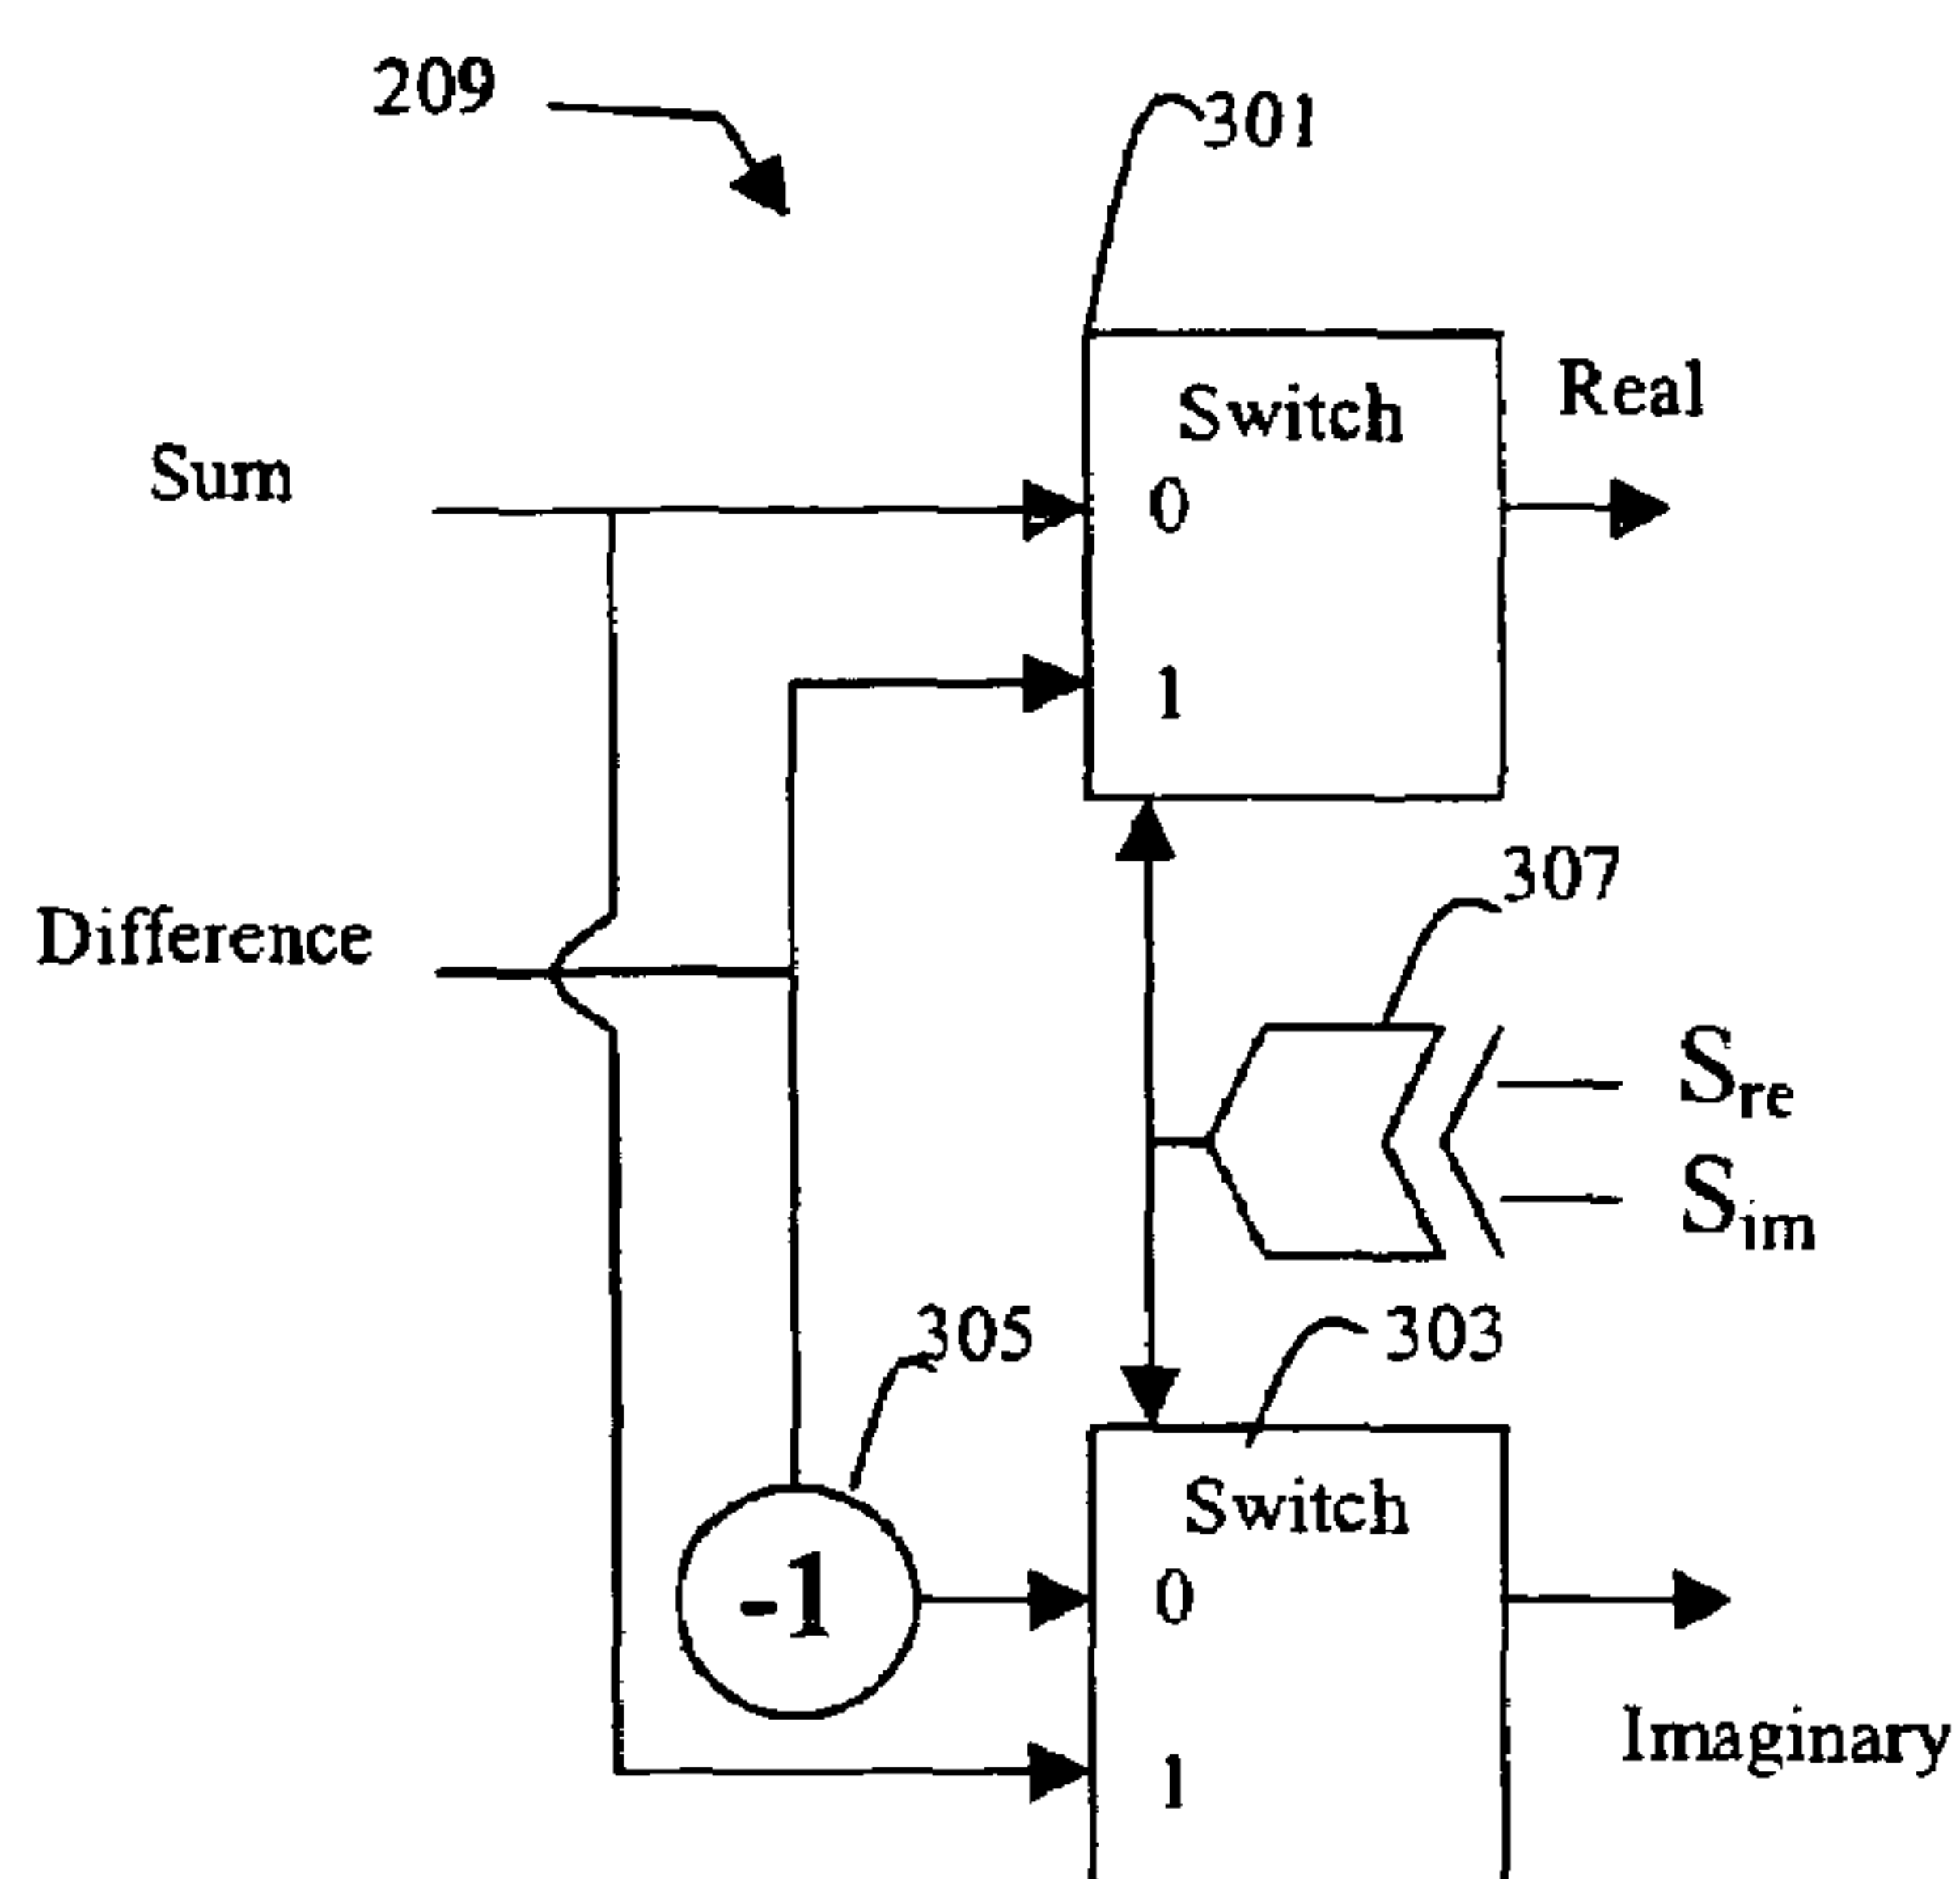 209
301
Switch
Real
Sum
0
1
307
Difference
Sre
Sim
305
303
Switch
-1
0
Imaginary
1